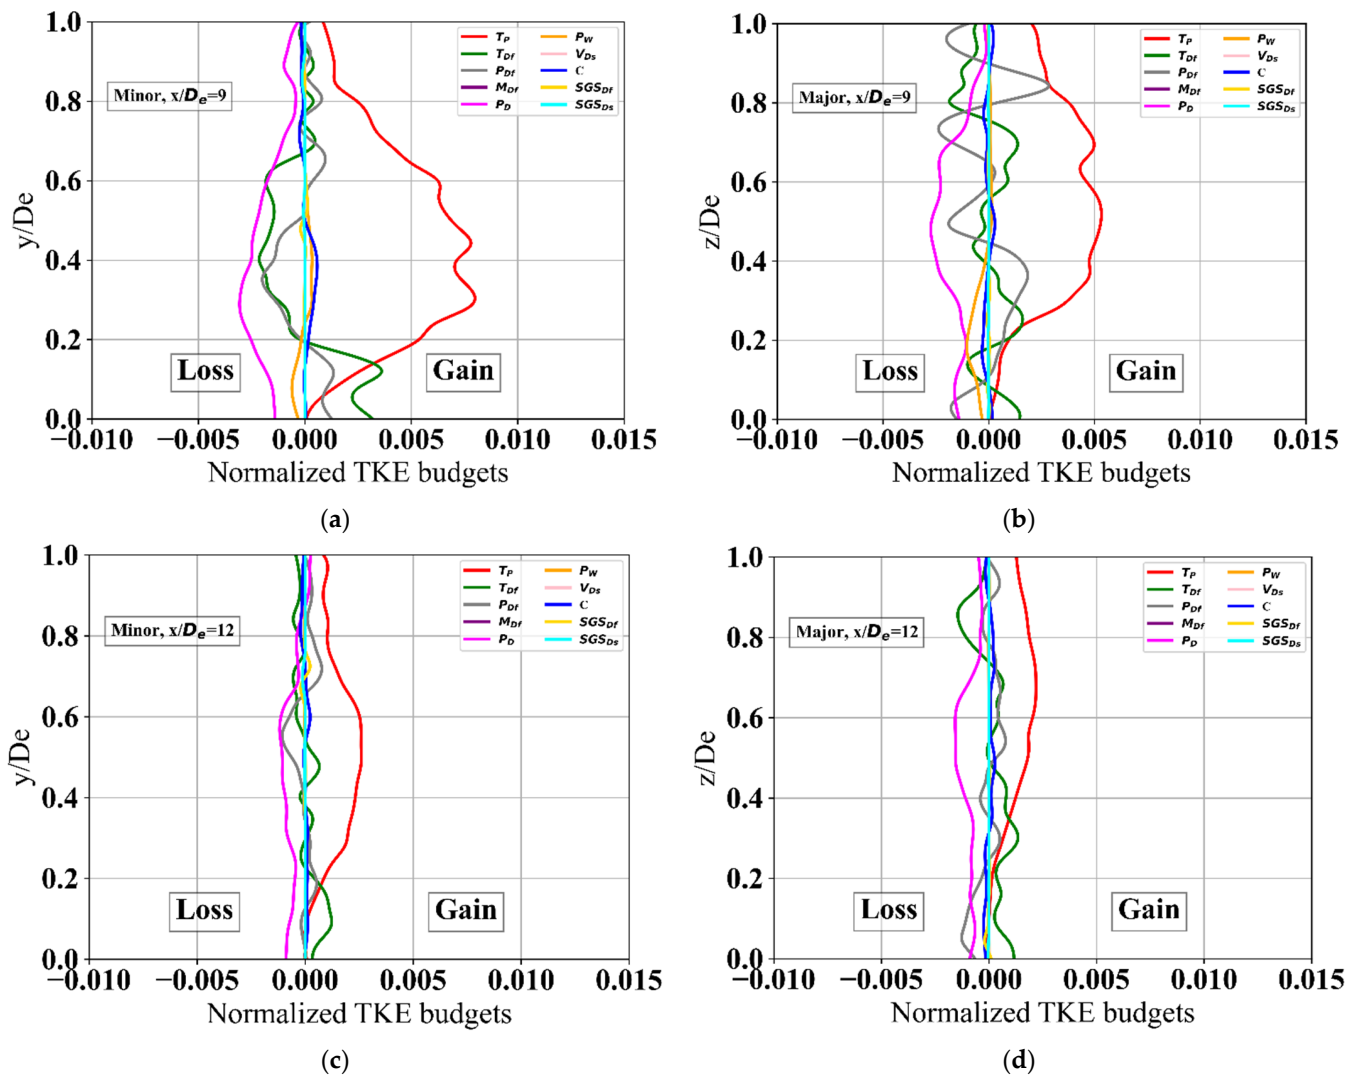 (a)
1.0
0.8
0.6
0.4
0.2
0.0
y/De
Minor, x/De=9
TP
TDf
PDf
MDf
PD
PW
VDs
C
SGSDf
SGSDs
Loss
Gain
−0.010 −0.005 0.000 0.005 0.010 0.015
Normalized TKE budgets
(a)
1.0
0.8
0.6
0.4
0.2
0.0
z/De
Major, x/De=9
TP
TDf
PDf
MDf
PD
PW
VDs
C
SGSDf
SGSDs
Loss
Gain
−0.010 −0.005 0.000 0.005 0.010 0.015
Normalized TKE budgets
(b)
1.0
0.8
0.6
0.4
0.2
0.0
y/De
Minor, x/De=12
TP
TDf
PDf
MDf
PD
PW
VDs
C
SGSDf
SGSDs
Loss
Gain
−0.010 −0.005 0.000 0.005 0.010 0.015
Normalized TKE budgets
(c)
1.0
0.8
0.6
0.4
0.2
0.0
z/De
Major, x/De=12
TP
TDf
PDf
MDf
PD
PW
VDs
C
SGSDf
SGSDs
Loss
Gain
−0.010 −0.005 0.000 0.005 0.010 0.015
Normalized TKE budgets
(d)